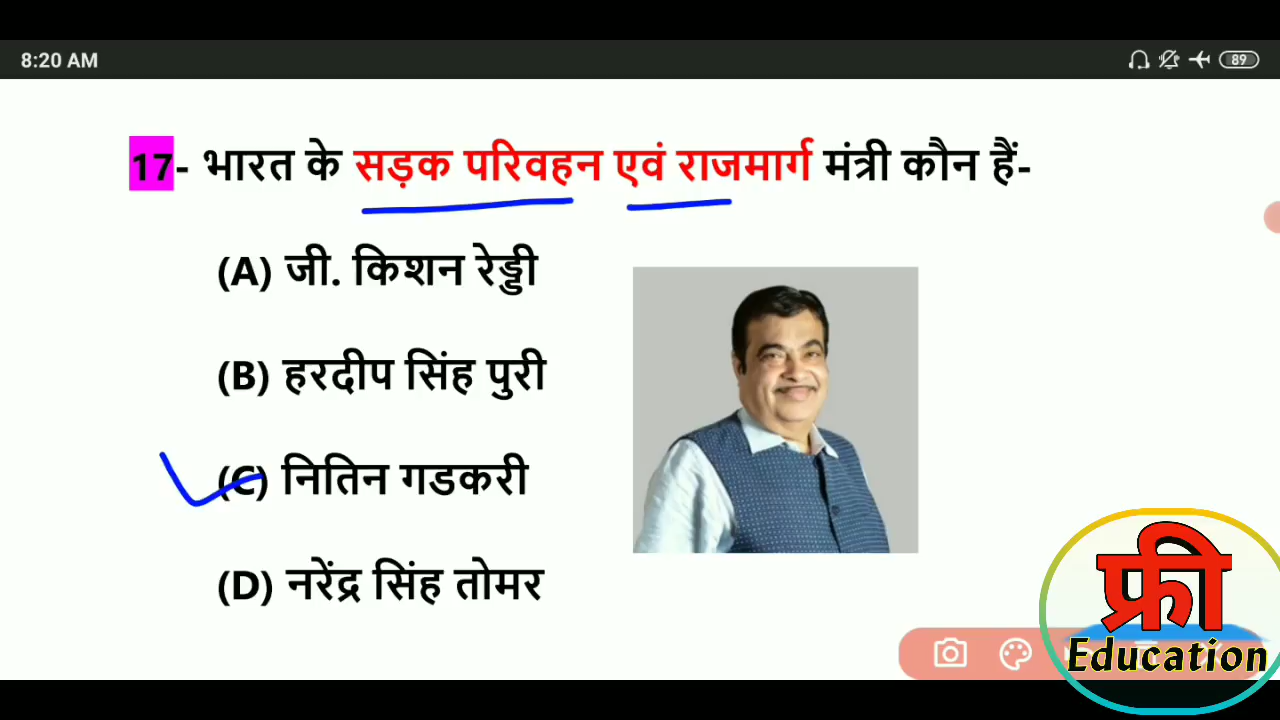 8:20 AM
89
17- भारत के सड़क परिवहन एवं राजमार्ग मंत्री कौन हैं-
(A) जी. किशन रेड्डी
(B) हरदीप सिंह पुरी
(C) नितिन गडकरी
(D) नरेंद्र सिंह तोमर
फ्री
Education